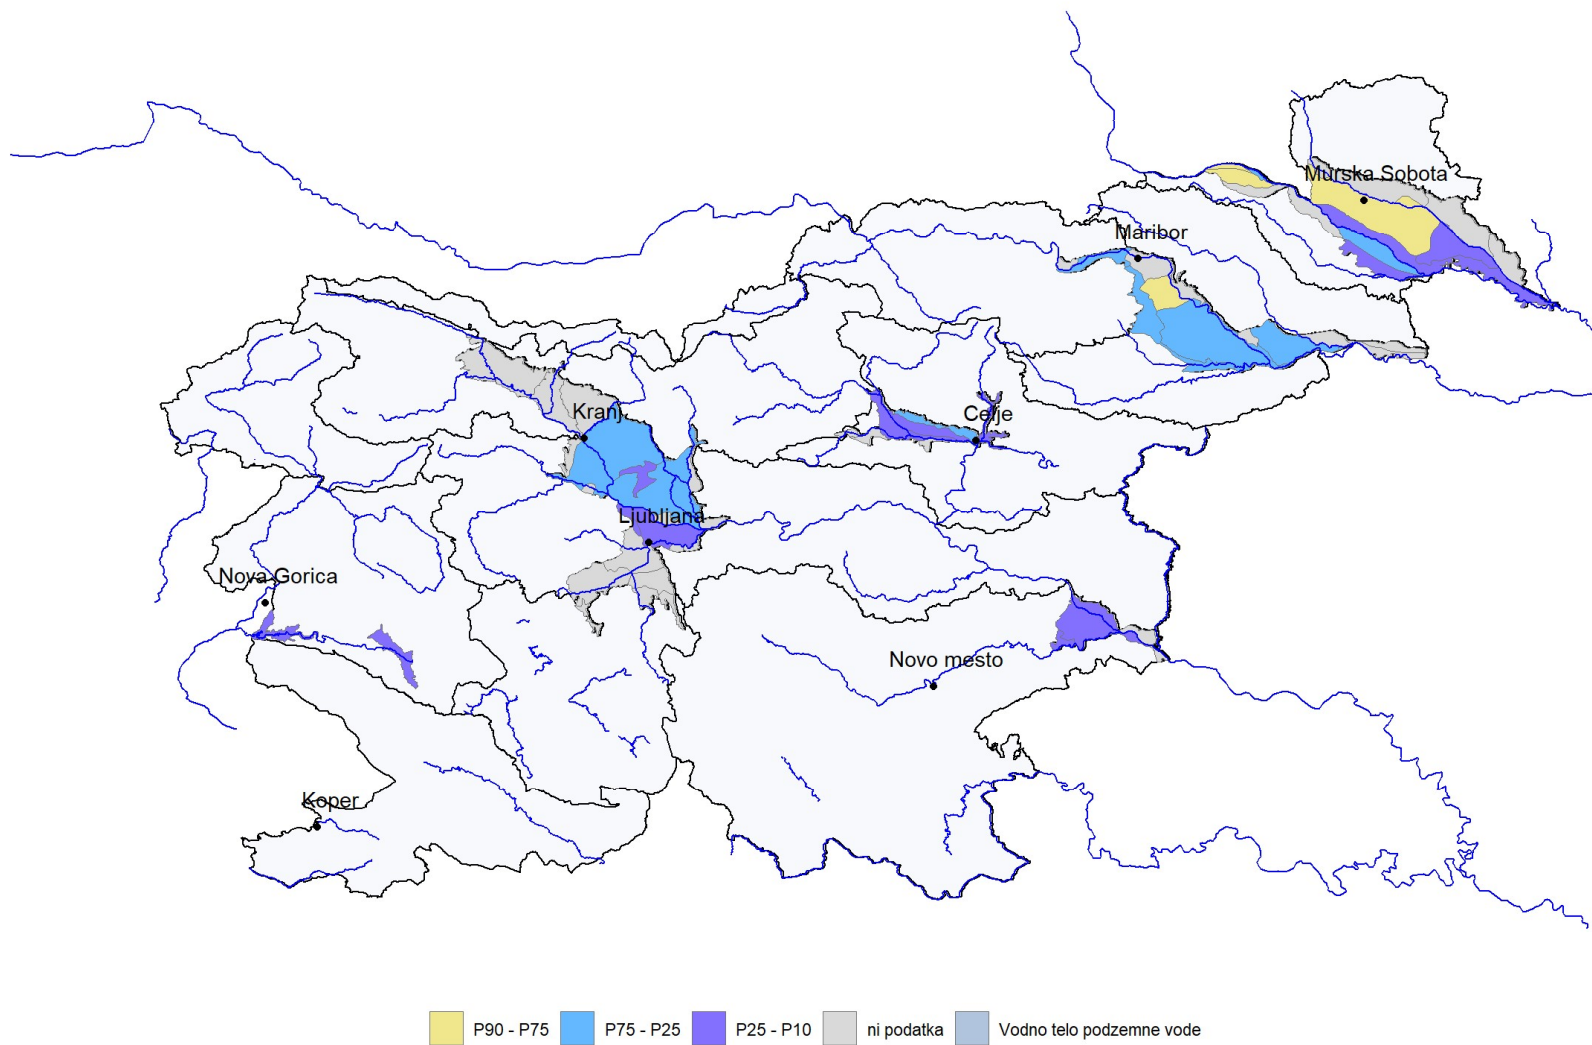 Murska Sobota
Maribor
Kranj
Celje
Ljubljana
Nova Gorica
Novo mesto
Koper
P90 - P75
P75 - P25
P25 - P10
ni podatka
Vodno telo podzemne vode